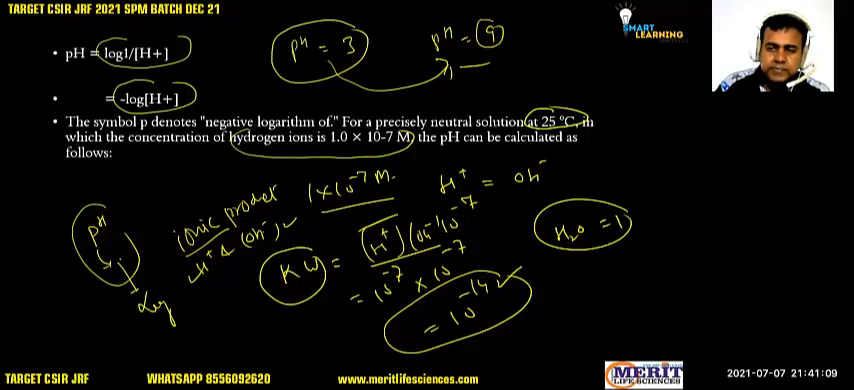 TARGET CSIR JRF 2021 SPM BATCH DEC 21
SMART
LEARNING
• pH = log1/[H+]
pH = 3
pH = 9
• = -log[H+]
• The symbol p denotes "negative logarithm of." For a precisely neutral solution at 25 °C, in
which the concentration of hydrogen ions is 1.0 × 10-7 M, the pH can be calculated as
follows:
pH
ionic product
H+ & (OH-)
1×10-7 M.
H+ = OH-
KW = (H+) (OH-) 10-7
= 10-7 × 10-7
= 10-14
H2O = 1
TARGET CSIR JRF
WHATSAPP 8556092620
www.meritlifesciences.com
MERIT
LIFE SCIENCES
2021-07-07 21:41:09